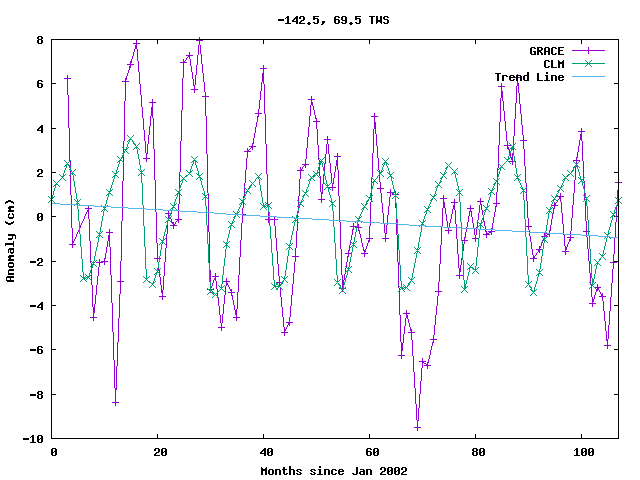 -142.5, 69.5 TWS
GRACE
CLM
Trend Line
8
6
4
2
0
-2
-4
-6
-8
-10
Anomaly (cm)
0 20 40 60 80 100
Months since Jan 2002